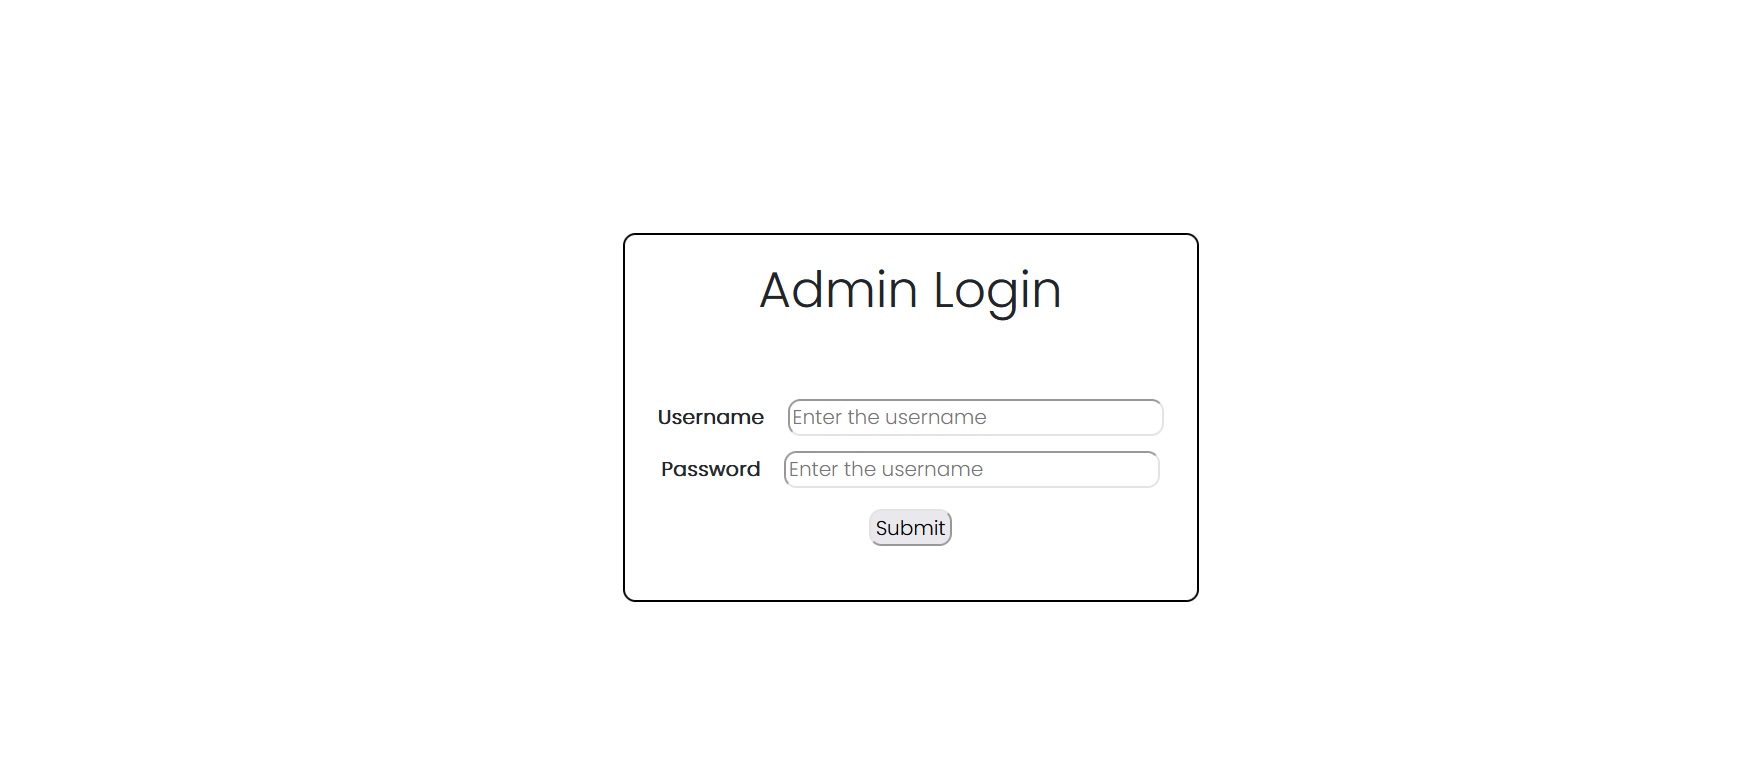 Admin Login
Username Enter the username
Password Enter the username
Submit